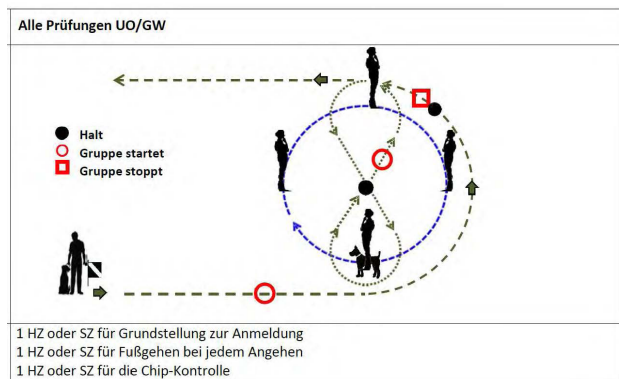 Alle Prüfungen UO/GW
Halt
Gruppe startet
Gruppe stoppt
1 HZ oder SZ für Grundstellung zur Anmeldung
1 HZ oder SZ für Fußgehen bei jedem Angehen
1 HZ oder SZ für die Chip-Kontrolle